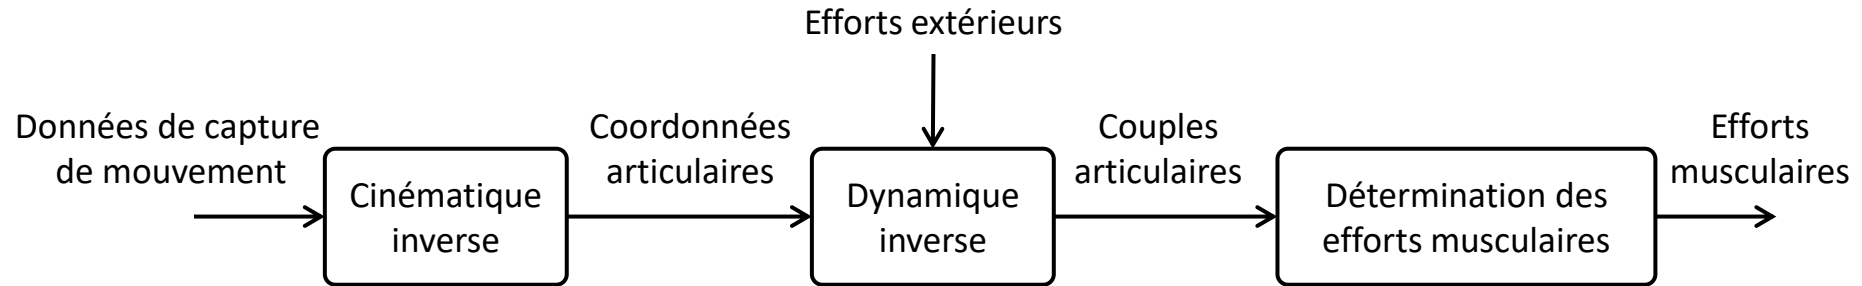 Efforts extérieurs
Données de capture
de mouvement
Cinématique
inverse
Coordonnées
articulaires
Dynamique
inverse
Couples
articulaires
Détermination des
efforts musculaires
Efforts
musculaires